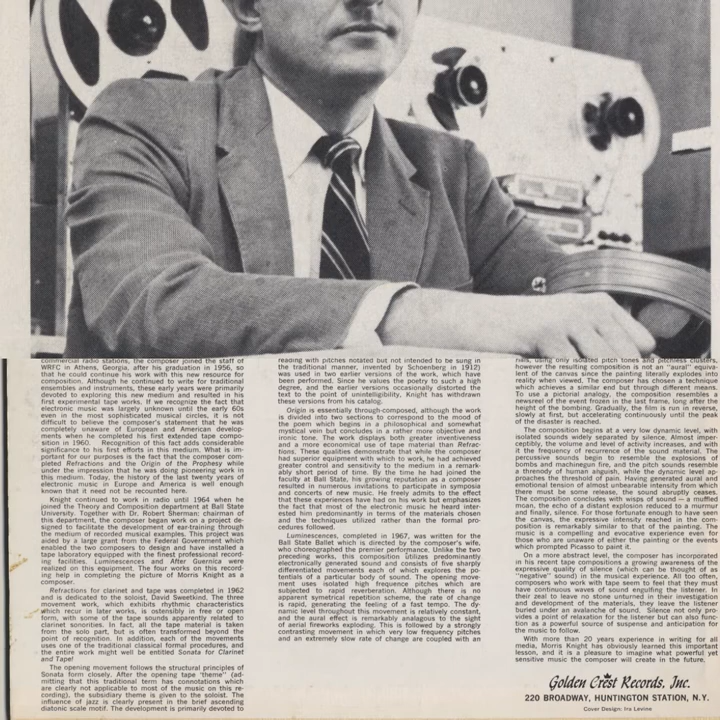 commercial radio stations, the composer joined the staff of
WRFC in Athens, Georgia, after his graduation in 1956, so
that he could continue his work with this new resource for
composition. Although he continued to write for traditional
ensembles and instruments, these early years were primarily
devoted to exploring this new medium and resulted in his
first experimental tape works. If we recognize the fact that
electronic music was largely unknown until the early 60s
even in the most sophisticated musical circles, it is not
difficult to believe the composer's statement that he was
completely unaware of European and American develop-
ments when he completed his first extended tape compo-
sition in 1960. Recognition of this fact adds considerable
significance to his first efforts in this medium. What is im-
portant for our purposes is the fact that the composer com-
pleted Refractions and the Origin of the Prophesy while
under the impression that he was doing pioneering work in
this medium. Today, the history of the last twenty years of
electronic music in Europe and America is well enough
known that it need not be recounted here.
Knight continued to work in radio until 1964 when he
joined the Theory and Composition department at Ball State
University. Together with Dr. Robert Sherman; chairman of
this department, the composer began work on a project de-
signed to facilitate the development of ear-training through
the medium of recorded musical examples. This project was
aided by a large grant from the Federal Government which
enabled the two composers to design and have installed a
tape laboratory equipped with the finest professional record-
ing facilities. Luminescences and After Guernica were
realized on this equipment. The four works on this record-
ing help in completing the picture of Morris Knight as a
composer.
Refractions for clarinet and tape was completed in 1962
and is dedicated to the soloist, David Sweetkind. The three
movement work, which exhibits rhythmic characteristics
which recur in later works, is ostensibly in free or open
form, with some of the tape sounds apparently related to
clarinet sonorities. In fact, all the tape material is taken
from the solo part, but is often transformed beyond the
point of recognition. In addition, each of the movements
uses one of the traditional classical formal procedures, and
the entire work might well be entitled Sonata for Clarinet
and Tape!
The opening movement follows the structural principles of
Sonata form closely. After the opening tape "theme" (ad-
mitting that this traditional term has connotations which
are clearly not applicable to most of the music on this re-
cording), the subsidiary theme is given to the soloist. The
influence of jazz is clearly present in the brief ascending
diatonic scale motif. The development is primarily devoted to
reading with pitches notated but not intended to be sung in
the traditional manner, invented by Schoenberg in 1912)
was used in two earlier versions of the work, which have
been performed. Since he values the poetry to such a high
degree, and the earlier versions occasionally distorted the
text to the point of unintelligibility, Knight has withdrawn
these versions from his catalog.
Origin is essentially through-composed, although the work
is divided into two sections to correspond to the mood of
the poem which begins in a philosophical and somewhat
mystical vein but concludes in a rather more objective and
ironic tone. The work displays both greater inventiveness
and a more economical use of tape material than Refrac-
tions. These qualities demonstrate that while the composer
had superior equipment with which to work, he had achieved
greater control and sensitivity to the medium in a remark-
ably short period of time. By the time he had joined the
faculty at Ball State, his growing reputation as a composer
resulted in numerous invitations to participate in symposia
and concerts of new music. He freely admits to the effect
that these experiences have had on his work but emphasizes
the fact that most of the electronic music he heard inter-
ested him predominantly in terms of the materials chosen
and the techniques utilized rather than the formal pro-
cedures followed.
Luminescences, completed in 1967, was written for the
Ball State Ballet which is directed by the composer's wife,
who choreographed the premier performance. Unlike the two
preceding works, this composition utilizes predominantly
electronically generated sound and consists of five sharply
differentiated movements each of which explores the po-
tentials of a particular body of sound. The opening move-
ment uses isolated high frequency pitches which are
subjected to rapid reverberation. Although there is no
apparent symetrical repetitive scheme, the rate of change
is rapid, generating the feeling of a fast tempo. The dy-
namic level throughout this movement is relatively constant,
and the aural effect is remarkably analogous to the sight
of aerial fireworks exploding. This is followed by a strongly
contrasting movement in which very low frequency pitches
and an extremely slow rate of change are coupled with an
rials, using only isolated pitch tones and pitchless clusters,
however the resulting composition is not an "aural" equiva-
lent of the canvas since the painting literally explodes into
reality when viewed. The composer has chosen a technique
which achieves a similar end but through different means.
To use a pictorial analogy, the composition resembles a
newsreel of the event frozen in the last frame, long after the
height of the bombing. Gradually, the film is run in reverse,
slowly at first, but accelerating continuously until the peak
of the disaster is reached.
The composition begins at a very low dynamic level, with
isolated sounds widely separated by silence. Almost imper-
ceptibly, the volume and level of activity increases, and with
it the frequency of recurrence of the sound material. The
percussive sounds begin to resemble the explosions of
bombs and machinegun fire, and the pitch sounds resemble
a threnody of human anguish, while the dynamic level ap-
proaches the threshold of pain. Having generated aural and
emotional tension of almost unbearable intensity from which
there must be some release, the sound abruptly ceases.
The composition concludes with wisps of sound — a muffled
moan, the echo of a distant explosion reduced to a murmur
and finally, silence. For those fortunate enough to have seen
the canvas, the expressive intensity reached in the com-
position is remarkably similar to that of the painting. The
music is a compelling and evocative experience even for
those who are unaware of either the painting or the events
which prompted Picasso to paint it.
On a more abstract level, the composer has incorporated
in his recent tape compositions a growing awareness of the
expressive quality of silence (which can be thought of as
"negative" sound) in the musical experience. All too often,
composers who work with tape seem to feel that they must
have continuous waves of sound engulfing the listener. In
their zeal to leave no stone unturned in their investigation
and development of the materials, they leave the listener
buried under an avalanche of sound. Silence not only pro-
vides a point of relaxation for the listener but can also func-
tion as a powerful source of suspense and anticipation for
the music to follow.
With more than 20 years experience in writing for all
media, Morris Knight has obviously learned this important
lesson, and it is a pleasure to imagine what powerful yet
sensitive music the composer will create in the future.
Golden Crest Records, Inc.
220 BROADWAY, HUNTINGTON STATION, N.Y.
Cover Design: Ira Levine